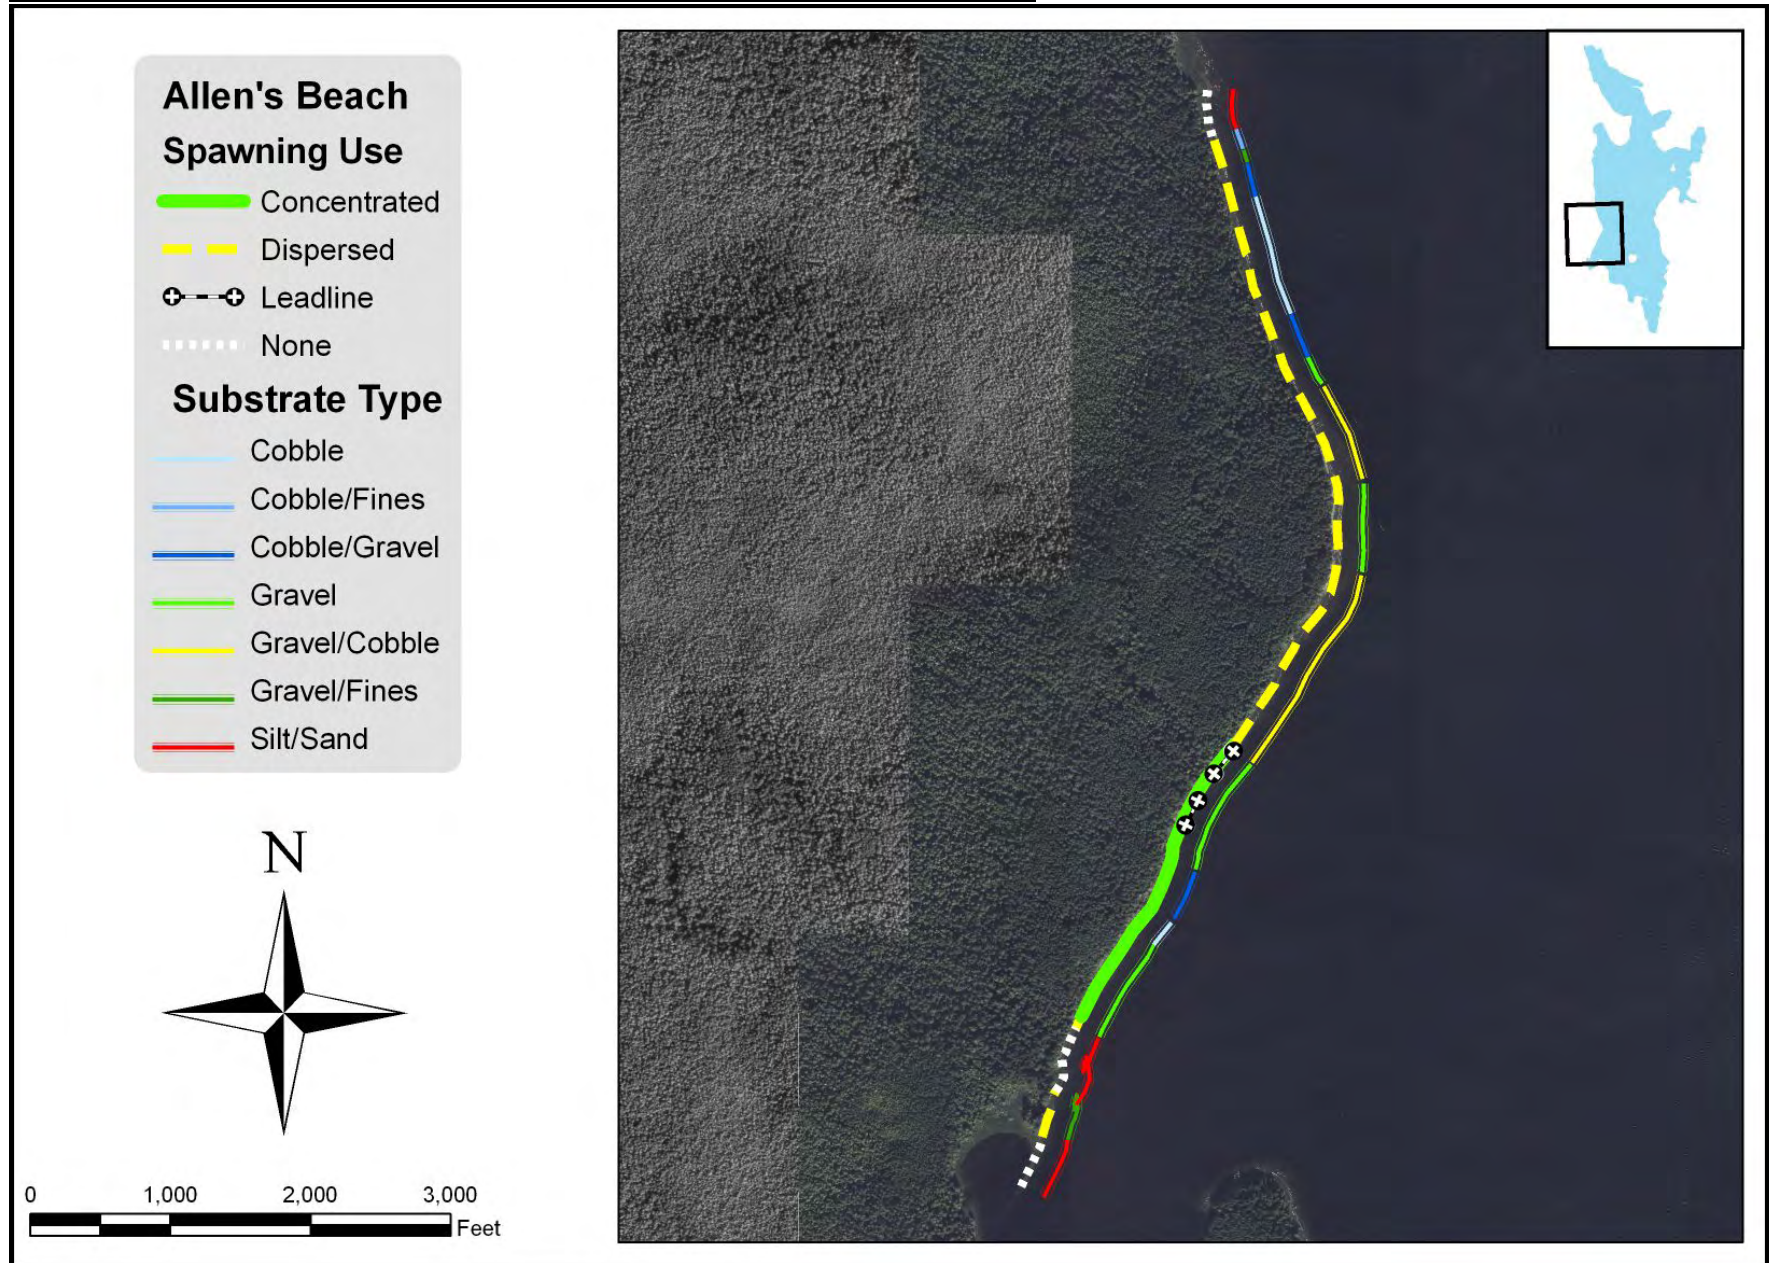 Allen's Beach
Spawning Use
Concentrated
Dispersed
Leadline
None
Substrate Type
Cobble
Cobble/Fines
Cobble/Gravel
Gravel
Gravel/Cobble
Gravel/Fines
Silt/Sand
N
0 1,000 2,000 3,000
Feet